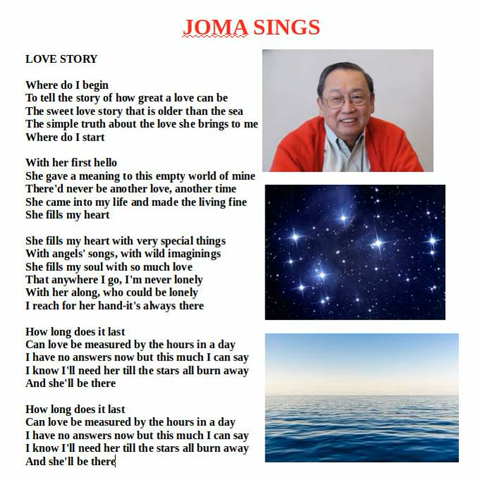 JOMA SINGS
LOVE STORY
Where do I begin
To tell the story of how great a love can be
The sweet love story that is older than the sea
The simple truth about the love she brings to me
Where do I start
With her first hello
She gave a meaning to this empty world of mine
There'd never be another love, another time
She came into my life and made the living fine
She fills my heart
She fills my heart with very special things
With angels' songs, with wild imaginings
She fills my soul with so much love
That anywhere I go, I'm never lonely
With her along, who could be lonely
I reach for her hand-it's always there
How long does it last
Can love be measured by the hours in a day
I have no answers now but this much I can say
I know I'll need her till the stars all burn away
And she'll be there
How long does it last
Can love be measured by the hours in a day
I have no answers now but this much I can say
I know I'll need her till the stars all burn away
And she'll be there